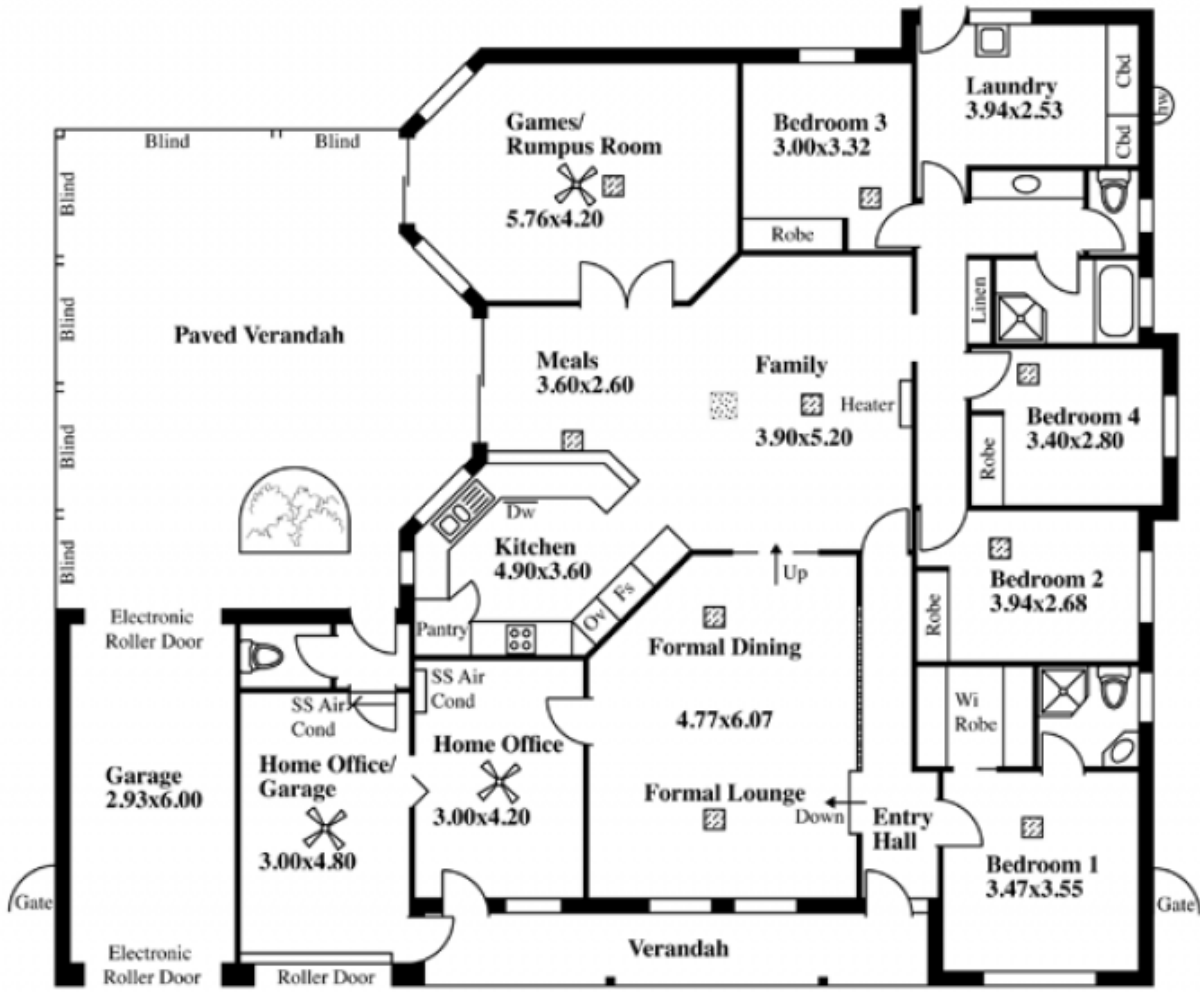 Laundry
3.94x2.53
Cbd
Cbd
hw
Games/
Rumpus Room
5.76x4.20
Bedroom 3
3.00x3.32
Robe
Blind
Blind
Blind
Blind
Blind
Blind
Paved Verandah
Meals
3.60x2.60
Family
3.90x5.20
Heater
Linen
Bedroom 4
3.40x2.80
Robe
Dw
Kitchen
4.90x3.60
Pantry
Ov
Fs
Up
Bedroom 2
3.94x2.68
Robe
Electronic
Roller Door
SS Air
Cond
SS Air
Cond
Formal Dining
4.77x6.07
Formal Lounge
Down
Entry
Hall
Wi
Robe
Garage
2.93x6.00
Home Office/
Garage
3.00x4.80
Home Office
3.00x4.20
Bedroom 1
3.47x3.55
Gate
Gate
Electronic
Roller Door
Roller Door
Verandah